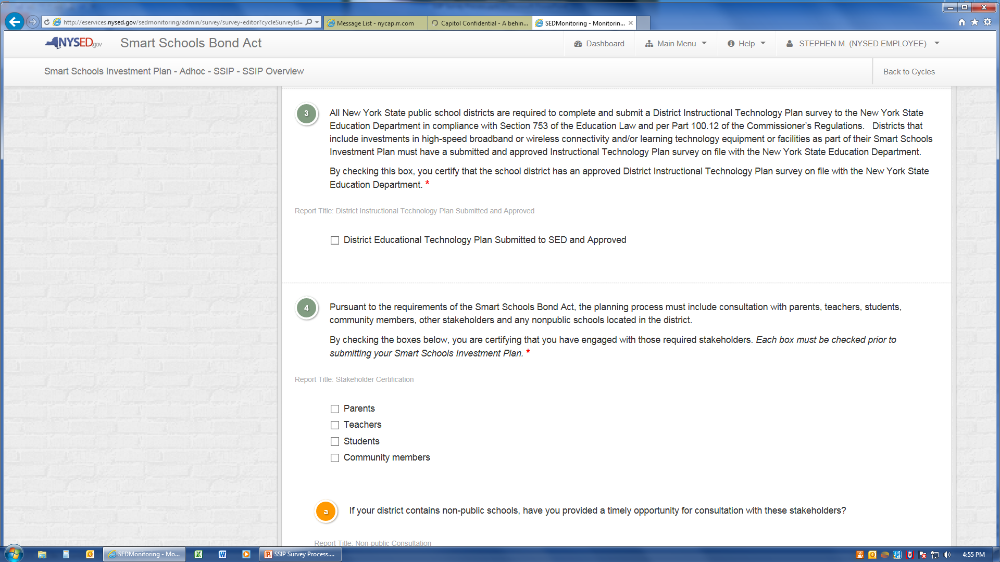 http://eservices.nysed.gov/sedmonitoring/admin/survey/survey-editor?cycleSurveyId=
Message List - nycap.rr.com
Capitol Confidential - A behin...
SEDMonitoring - Monitorin...
NYSED.gov
Smart Schools Bond Act
Dashboard
Main Menu
Help
STEPHEN M. (NYSED EMPLOYEE)
Smart Schools Investment Plan - Adhoc - SSIP - SSIP Overview
Back to Cycles
3
All New York State public school districts are required to complete and submit a District Instructional Technology Plan survey to the New York State
Education Department in compliance with Section 753 of the Education Law and per Part 100.12 of the Commissioner's Regulations. Districts that
include investments in high-speed broadband or wireless connectivity and/or learning technology equipment or facilities as part of their Smart Schools
Investment Plan must have a submitted and approved Instructional Technology Plan survey on file with the New York State Education Department.
By checking this box, you certify that the school district has an approved District Instructional Technology Plan survey on file with the New York State
Education Department. *
Report Title: District Instructional Technology Plan Submitted and Approved
District Educational Technology Plan Submitted to SED and Approved
4
Pursuant to the requirements of the Smart Schools Bond Act, the planning process must include consultation with parents, teachers, students,
community members, other stakeholders and any nonpublic schools located in the district.
By checking the boxes below, you are certifying that you have engaged with those required stakeholders. Each box must be checked prior to
submitting your Smart Schools Investment Plan. *
Report Title: Stakeholder Certification
Parents
Teachers
Students
Community members
a
If your district contains non-public schools, have you provided a timely opportunity for consultation with these stakeholders?
Report Title: Non-public Consultation
SEDMonitoring - Mo...
SSIP Survey Process....
4:55 PM